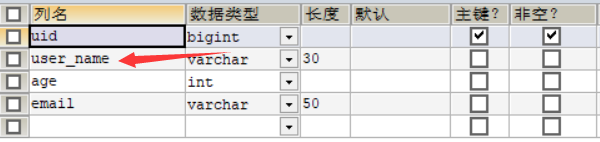 列名 数据类型 长度 默认 主键? 非空?
uid bigint
user_name varchar 30
age int
email varchar 50